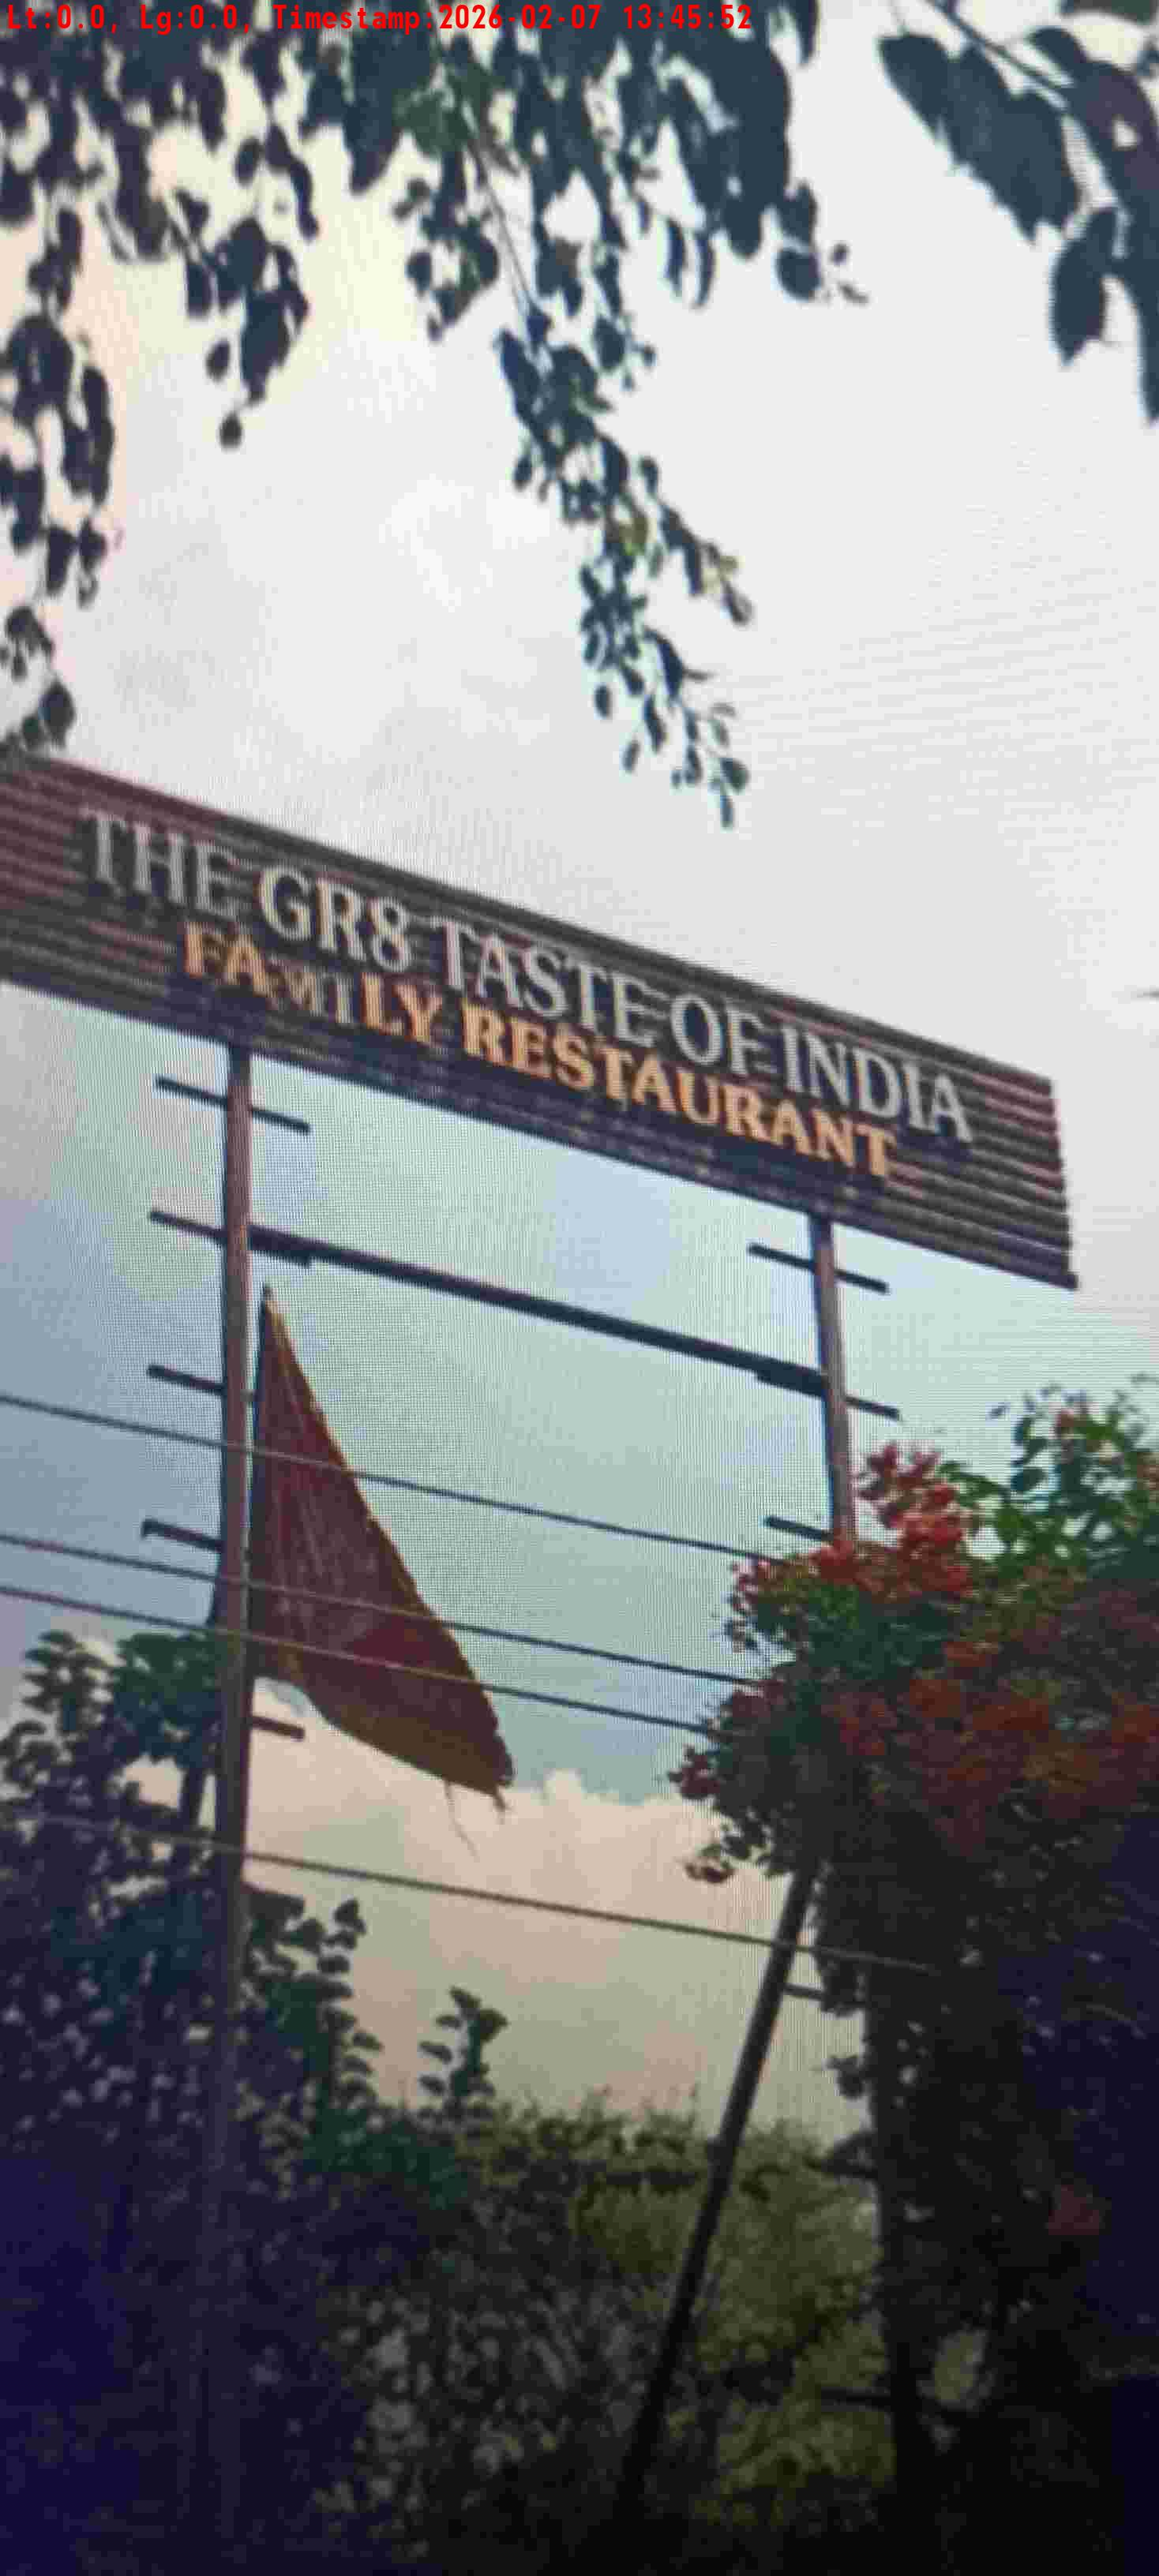 Lt:0.0, Lg:0.0, Timestamp:2026-02-07 13:45:52
THE GR8 TASTE OF INDIA
FAMILY RESTAURANT